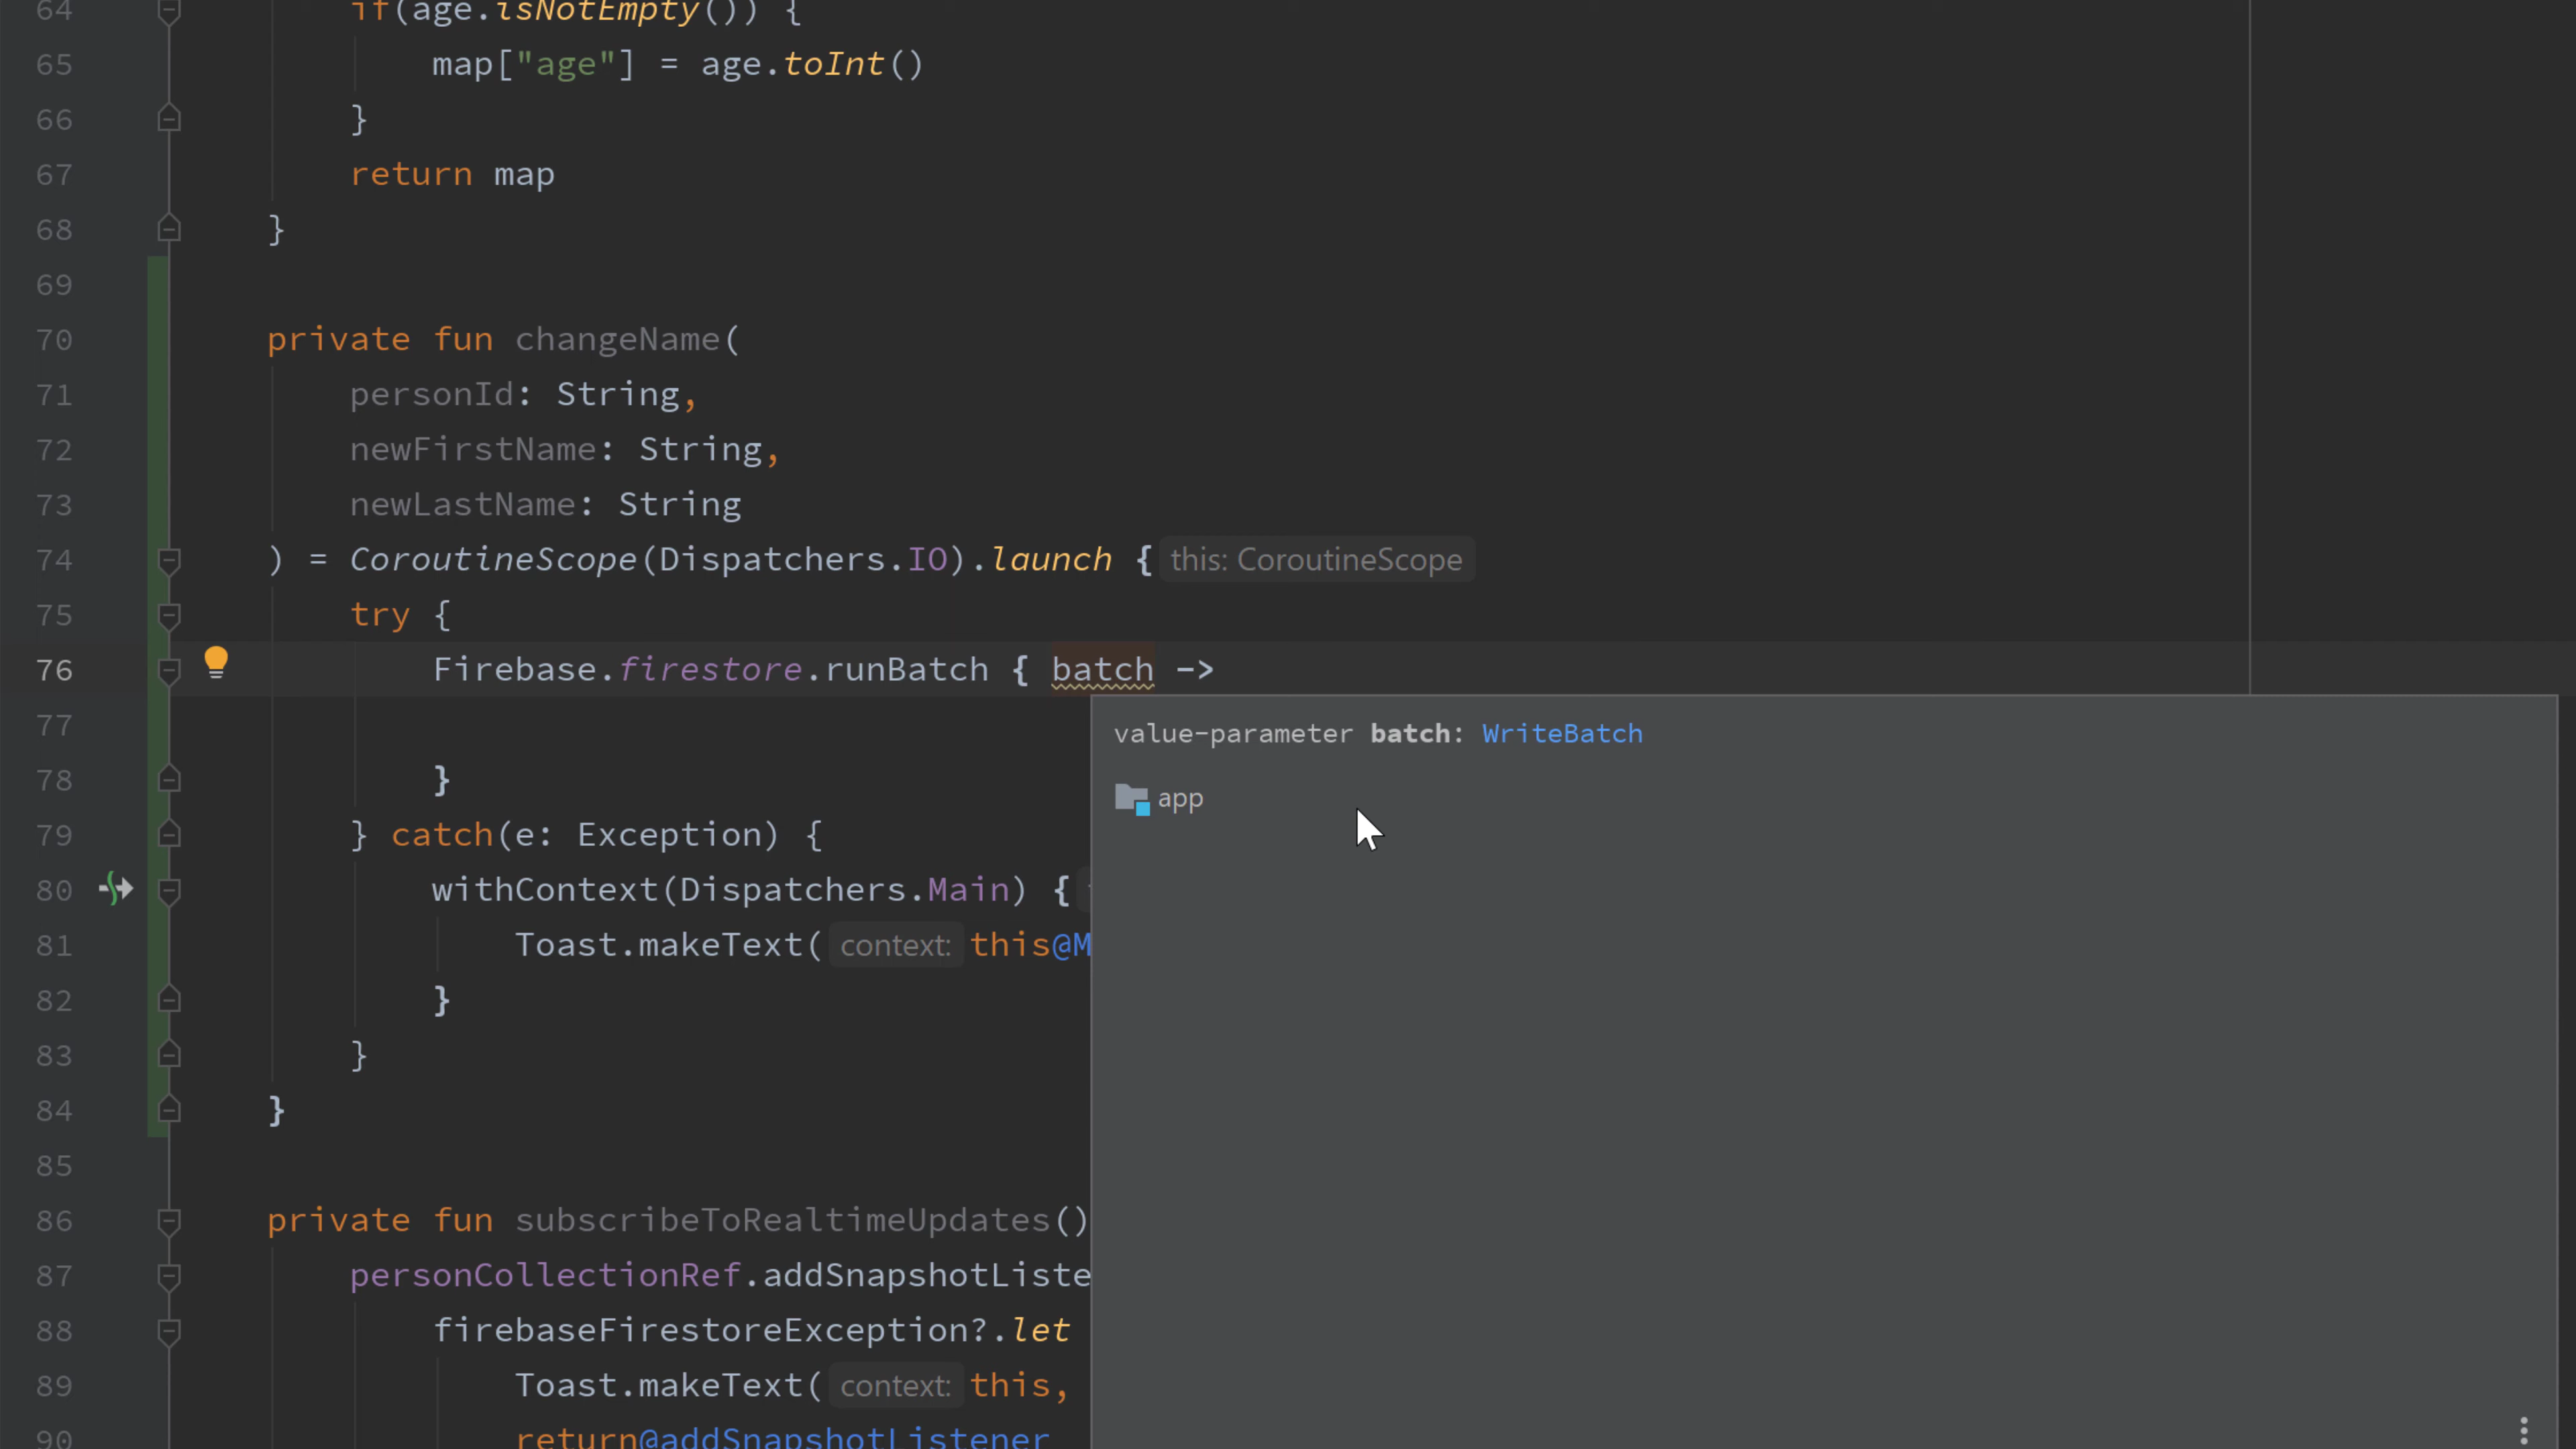 64 if(age.isNotEmpty()) {
65 map["age"] = age.toInt()
66 }
67 return map
68 }
69
70 private fun changeName(
71 personId: String,
72 newFirstName: String,
73 newLastName: String
74 ) = CoroutineScope(Dispatchers.IO).launch { this: CoroutineScope
75 try {
76 Firebase.firestore.runBatch { batch ->
77
value-parameter batch: WriteBatch
78 }
app
79 } catch(e: Exception) {
80 withContext(Dispatchers.Main) {
81 Toast.makeText( context: this@M
82 }
83 }
84 }
85
86 private fun subscribeToRealtimeUpdates()
87 personCollectionRef.addSnapshotListe
88 firebaseFirestoreException?.let
89 Toast.makeText( context: this,
90 return@addSnapshotListener